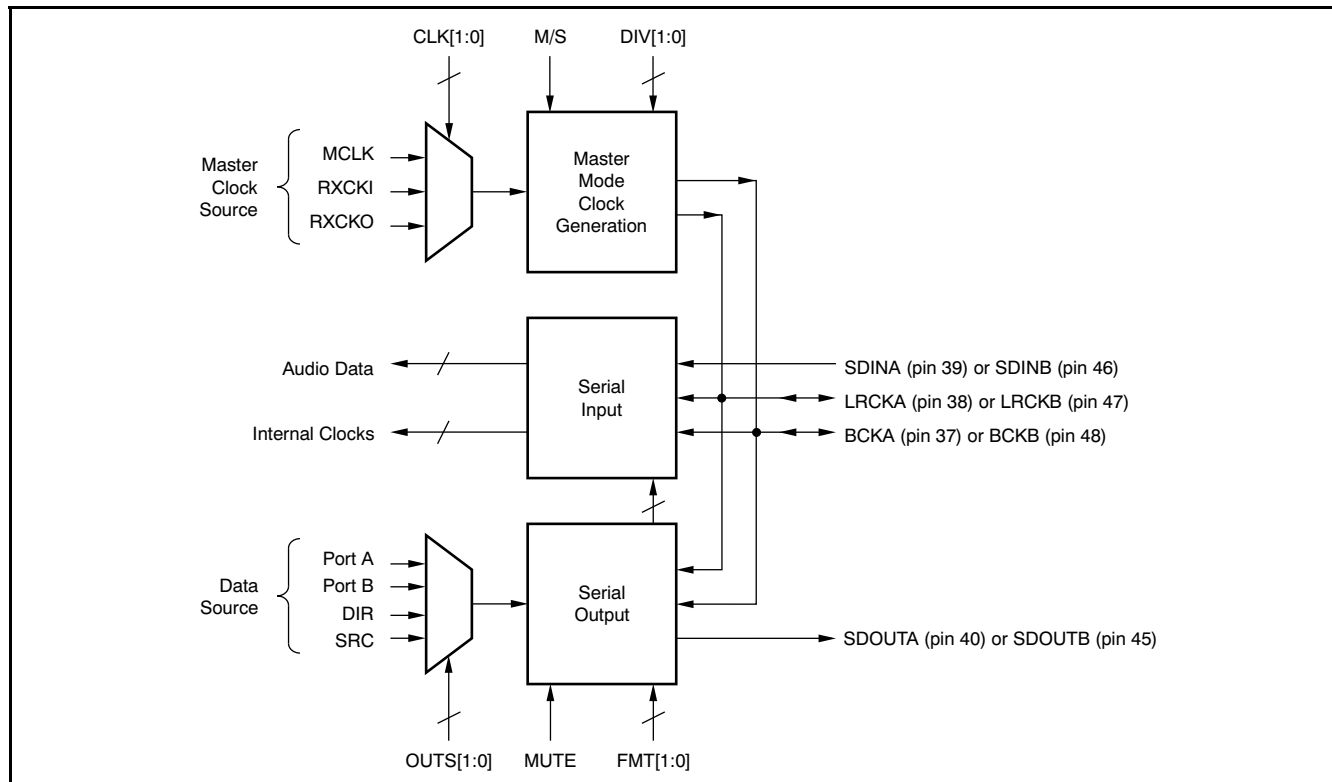 CLK[1:0]
M/S
DIV[1:0]
Master
Clock
Source
MCLK
RXCKI
RXCKO
Master
Mode
Clock
Generation
Audio Data
Internal Clocks
Serial
Input
SDINA (pin 39) or SDINB (pin 46)
LRCKA (pin 38) or LRCKB (pin 47)
BCKA (pin 37) or BCKB (pin 48)
Data
Source
Port A
Port B
DIR
SRC
Serial
Output
SDOUTA (pin 40) or SDOUTB (pin 45)
OUTS[1:0]
MUTE
FMT[1:0]